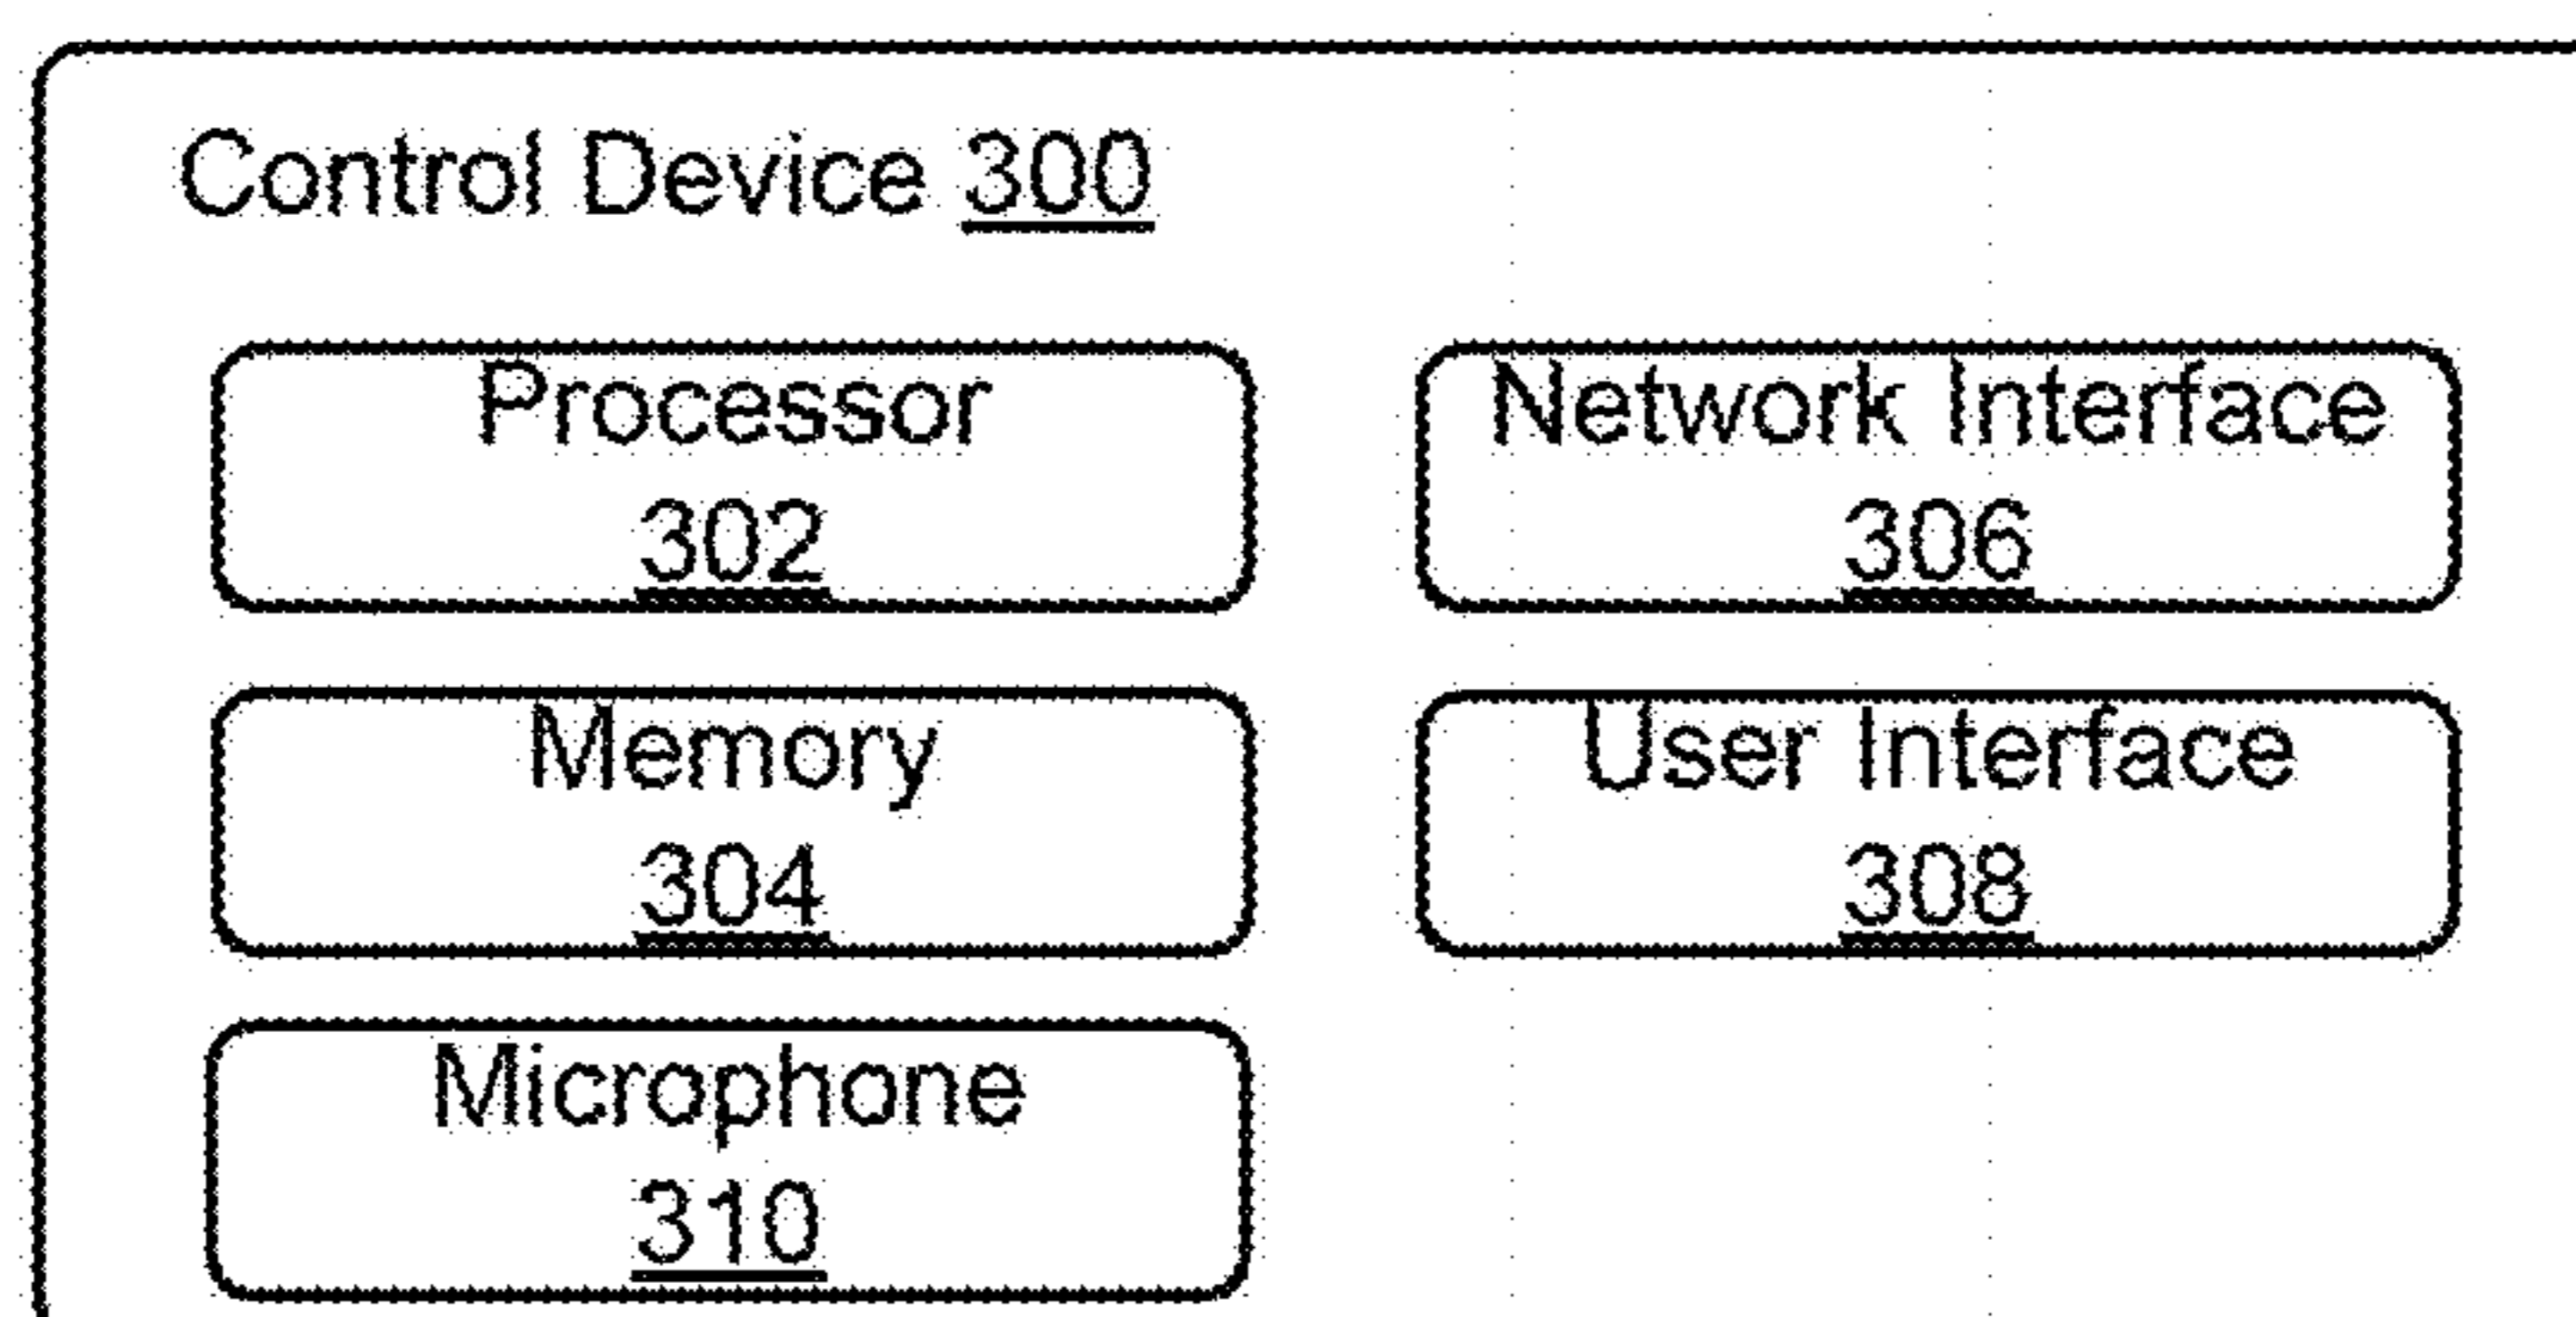 Control Device 300
Processor
302
Network Interface
306
Memory
304
User Interface
308
Microphone
310